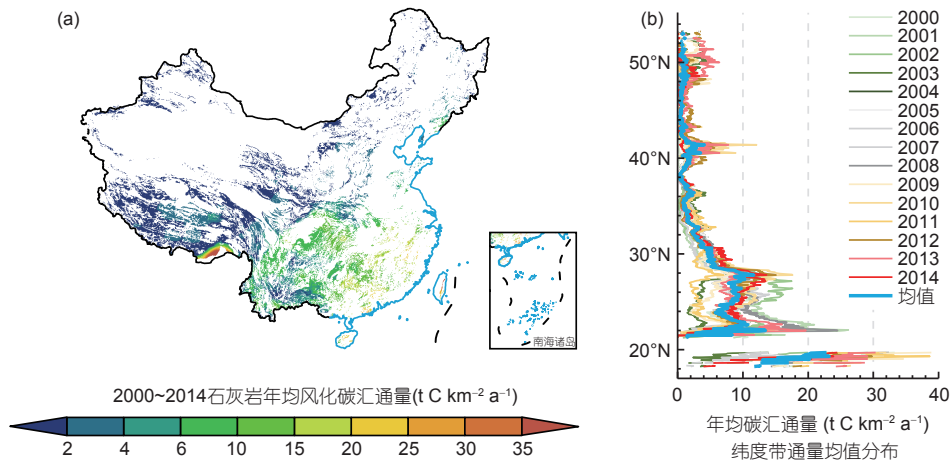 (a)
南海诸岛
2000~2014石灰岩年均风化碳汇通量(t C km⁻² a⁻¹)
2 4 6 10 15 20 25 30 35
(b)
50°N
40°N
30°N
20°N
0 10 20 30 40
年均碳汇通量 (t C km⁻² a⁻¹)
纬度带通量均值分布
2000
2001
2002
2003
2004
2005
2006
2007
2008
2009
2010
2011
2012
2013
2014
均值